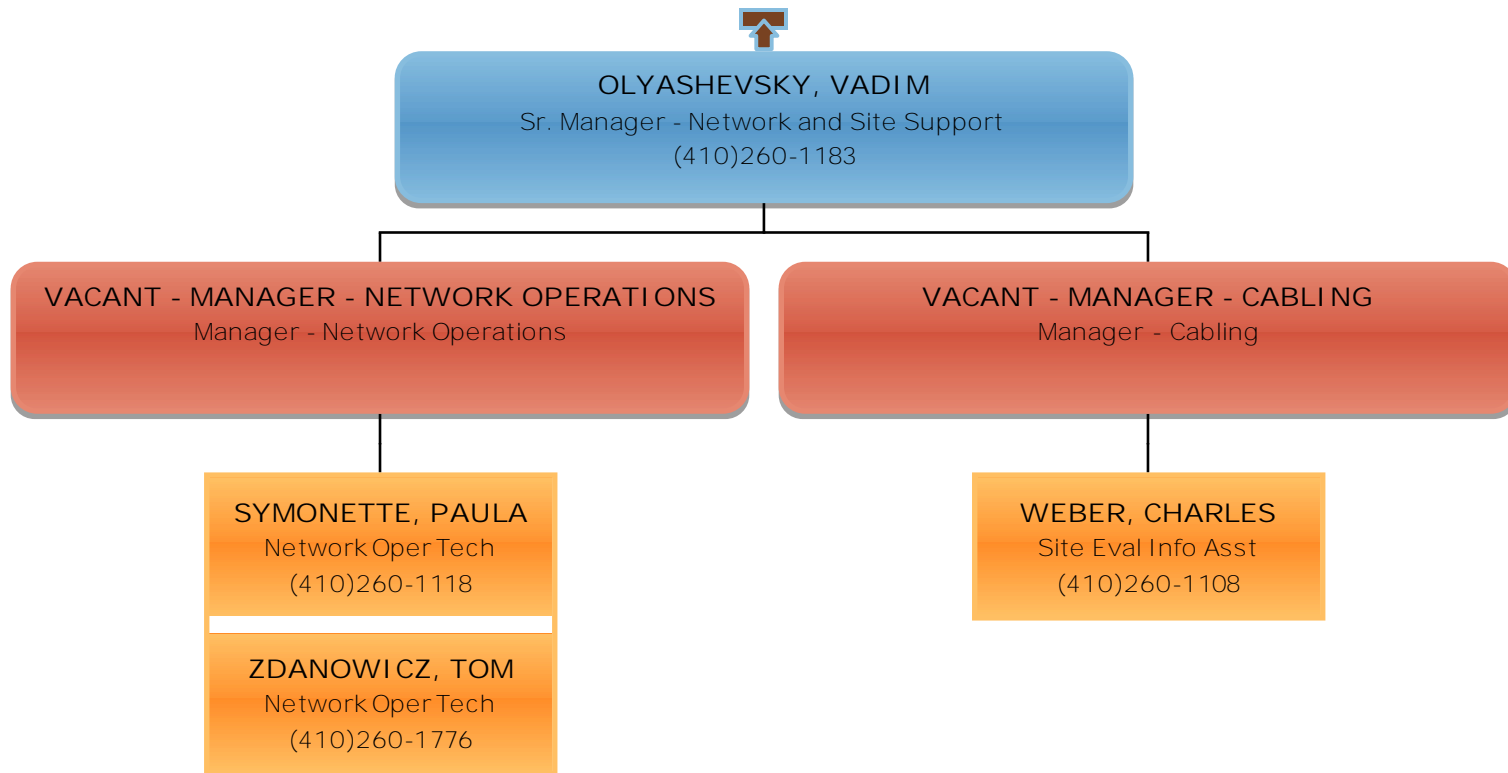 OLYASHEVSKY, VADIM
Sr. Manager - Network and Site Support
(410)260-1183
VACANT - MANAGER - NETWORK OPERATIONS
Manager - Network Operations
VACANT - MANAGER - CABLING
Manager - Cabling
SYMONETTE, PAULA
Network Oper Tech
(410)260-1118
ZDANOWICZ, TOM
Network Oper Tech
(410)260-1776
WEBER, CHARLES
Site Eval Info Asst
(410)260-1108